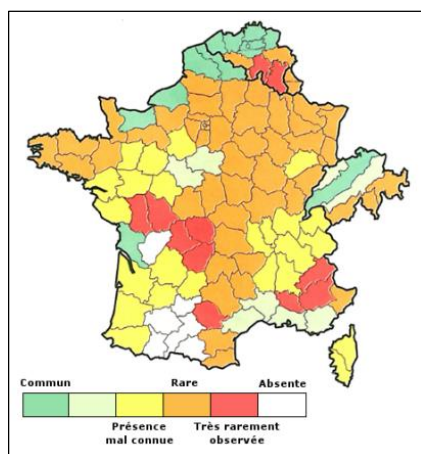 Commun Rare Absente
Présence Très rarement
mal connue observée